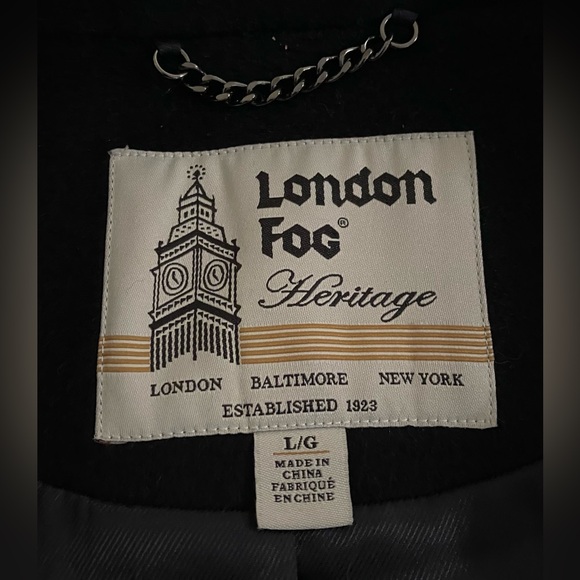 London
Fog®
Heritage
LONDON BALTIMORE NEW YORK
ESTABLISHED 1923
L/G
MADE IN
CHINA
FABRIQUÉ
EN CHINE